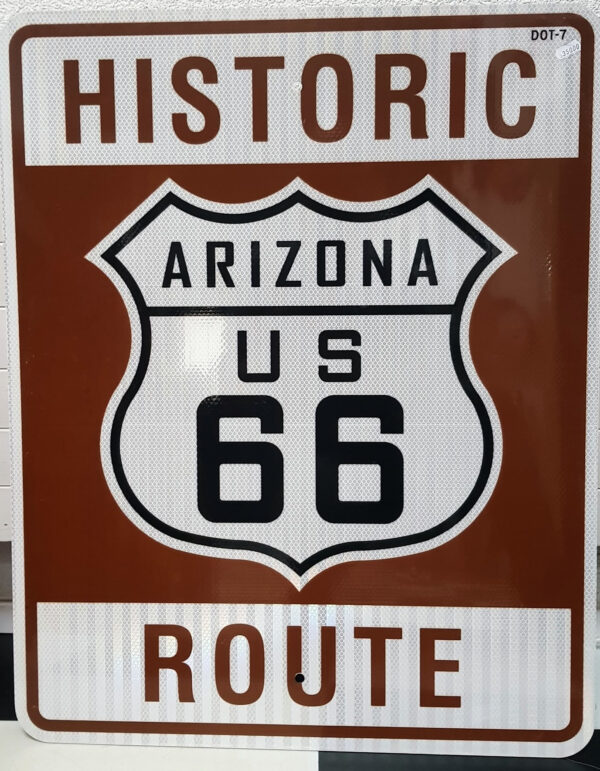 DOT-7
HISTORIC
ARIZONA
US
66
ROUTE